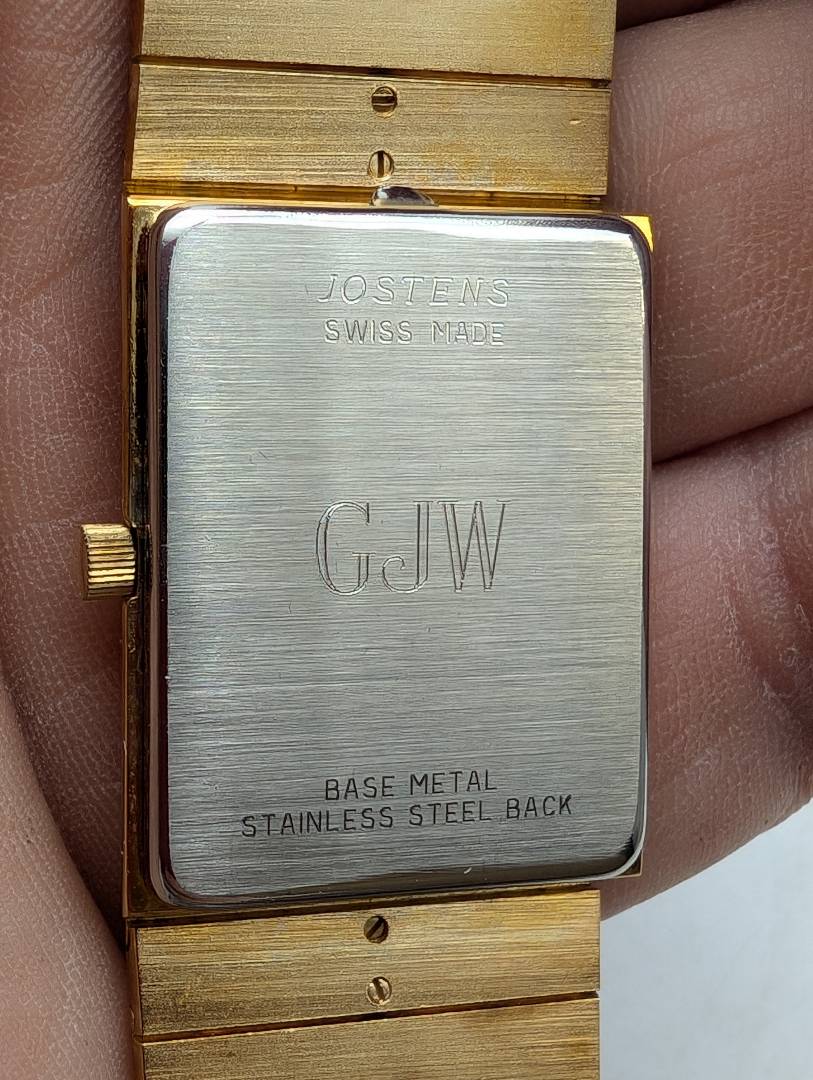 JOSTENS
SWISS MADE
GJW
BASE METAL
STAINLESS STEEL BACK